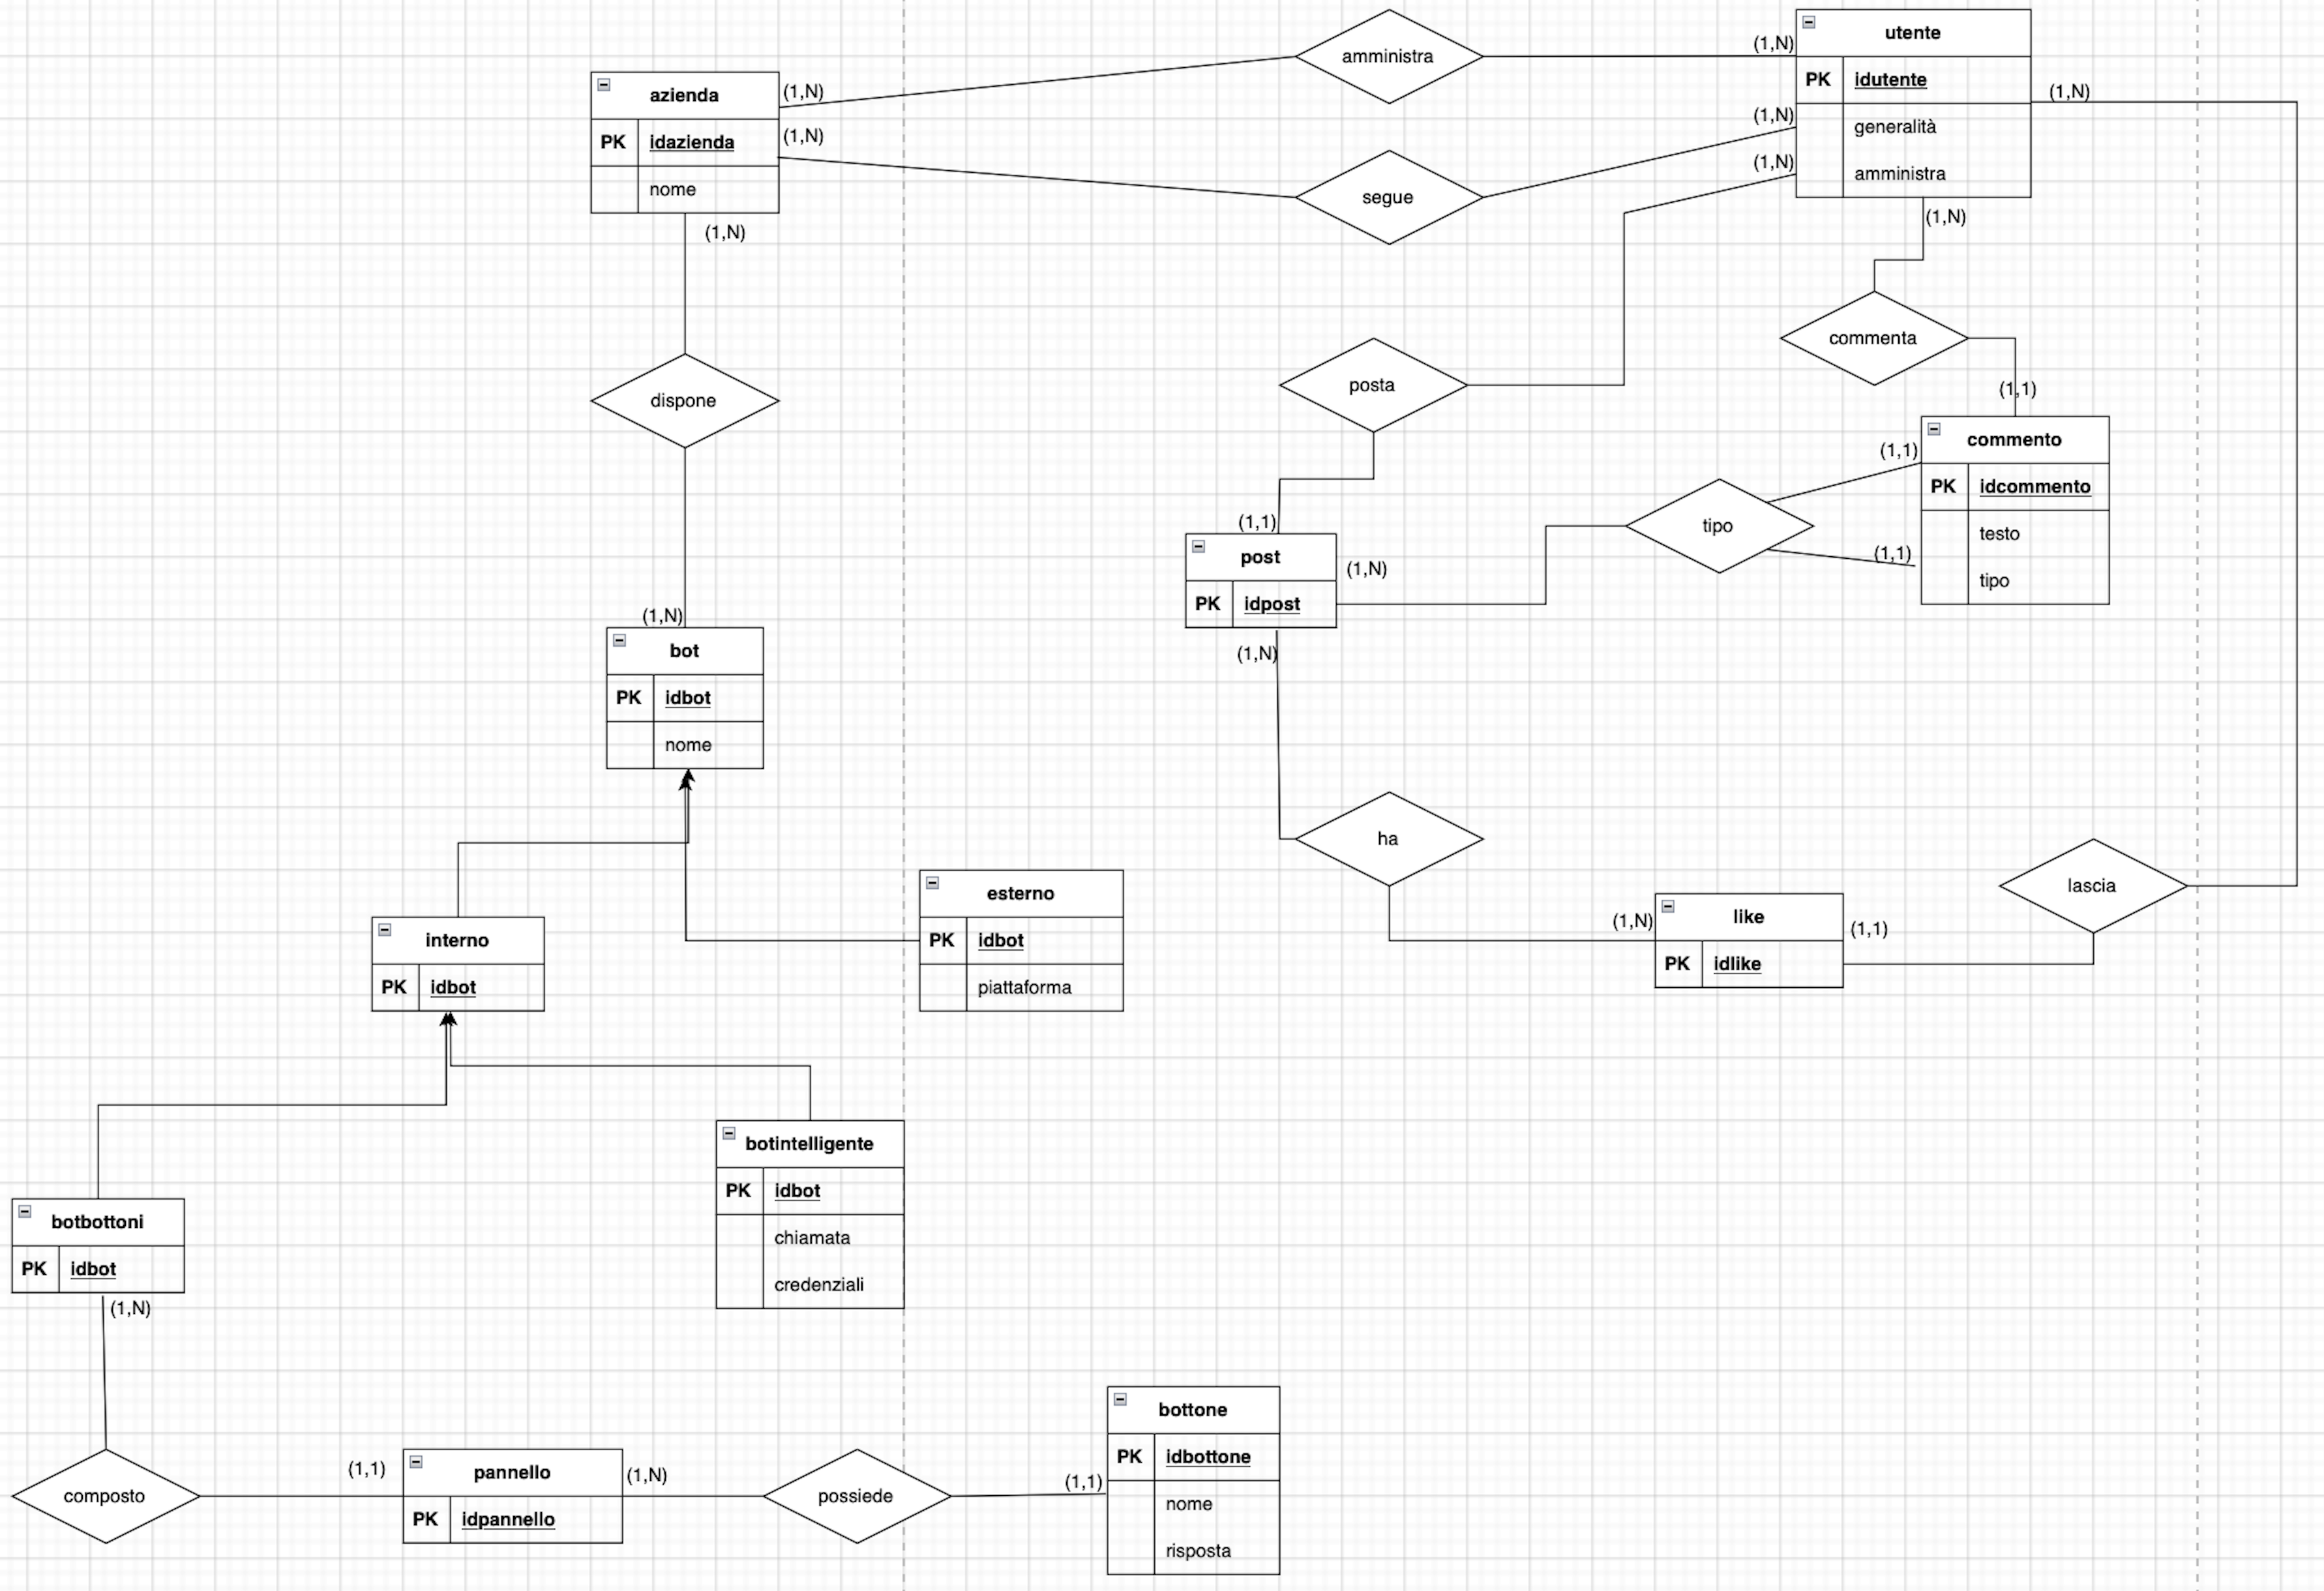 amministra
(1,N)
utente
PK idutente
generalità
amministra
(1,N)
azienda
PK idazienda
nome
(1,N)
(1,N)
(1,N)
(1,N)
segue
(1,N)
(1,N)
(1,N)
dispone
posta
commenta
(1,1)
commento
PK idcommento
testo
tipo
(1,1)
(1,1)
tipo
(1,1)
post
PK idpost
(1,N)
(1,N)
(1,N)
bot
PK idbot
nome
ha
lascia
esterno
PK idbot
piattaforma
(1,N)
like
PK idlike
(1,1)
interno
PK idbot
botintelligente
PK idbot
chiamata
credenziali
botbottoni
PK idbot
(1,N)
composto
(1,1)
pannello
PK idpannello
(1,N)
possiede
(1,1)
bottone
PK idbottone
nome
risposta